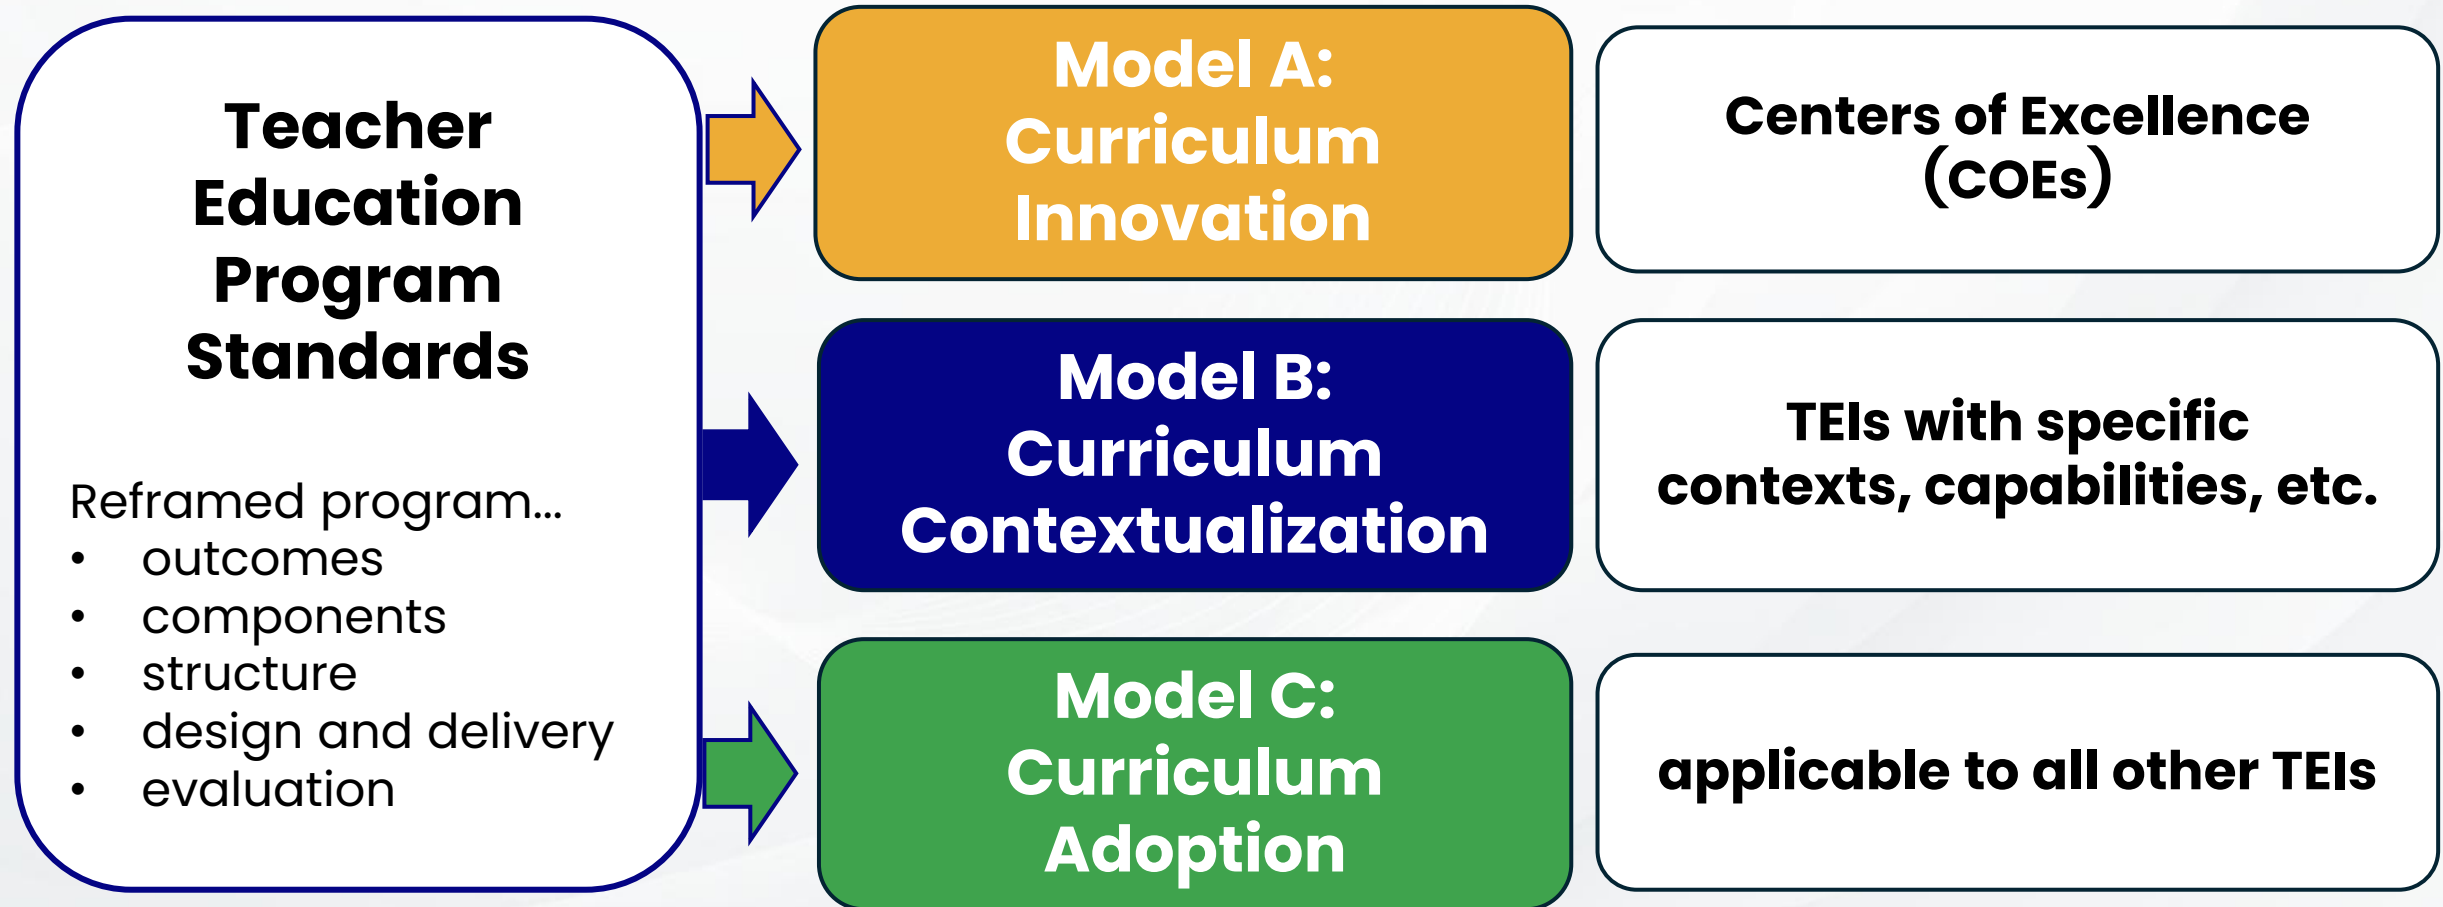 Teacher
Education
Program
Standards
Reframed program...
• outcomes
• components
• structure
• design and delivery
• evaluation
Model A:
Curriculum
Innovation
Centers of Excellence
(COEs)
Model B:
Curriculum
Contextualization
TEIs with specific
contexts, capabilities, etc.
Model C:
Curriculum
Adoption
applicable to all other TEIs